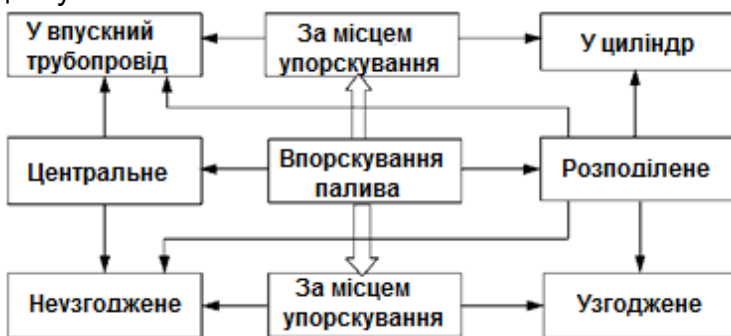 У впускний
трубопровід
За місцем
упорскування
У циліндр
Центральне
Впорскування
палива
Розподілене
Неузгоджене
За місцем
упорскування
Узгоджене